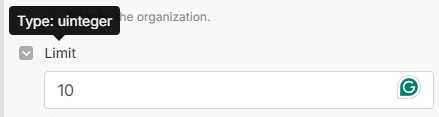 Type: uinteger
the organization.
Limit
10